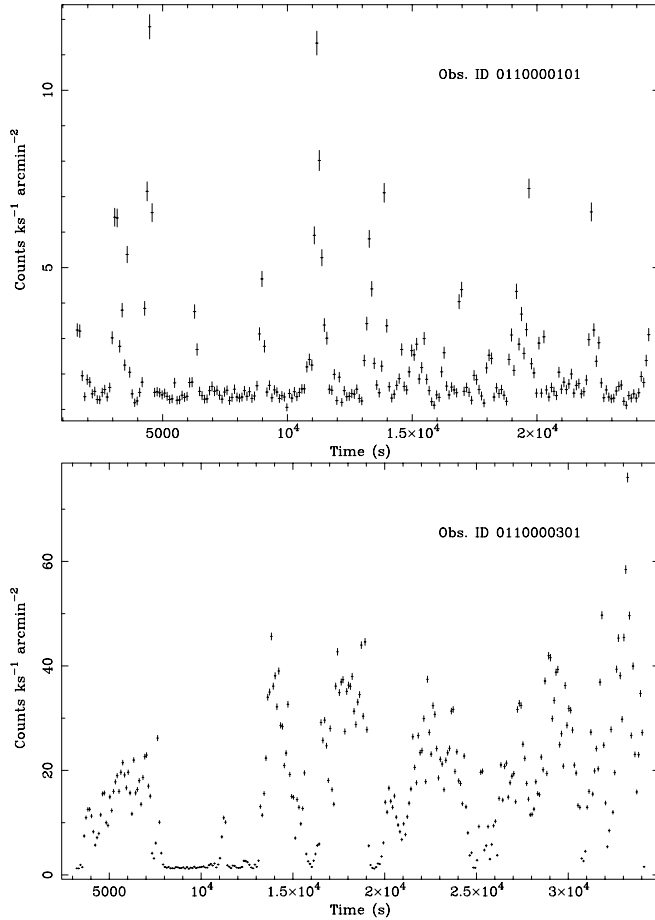 10
5
Counts ks⁻¹ arcmin⁻²
Obs. ID 0110000101
5000 10⁴ 1.5×10⁴ 2×10⁴
Time (s)
60
40
20
0
Counts ks⁻¹ arcmin⁻²
Obs. ID 0110000301
5000 10⁴ 1.5×10⁴ 2×10⁴ 2.5×10⁴ 3×10⁴
Time (s)